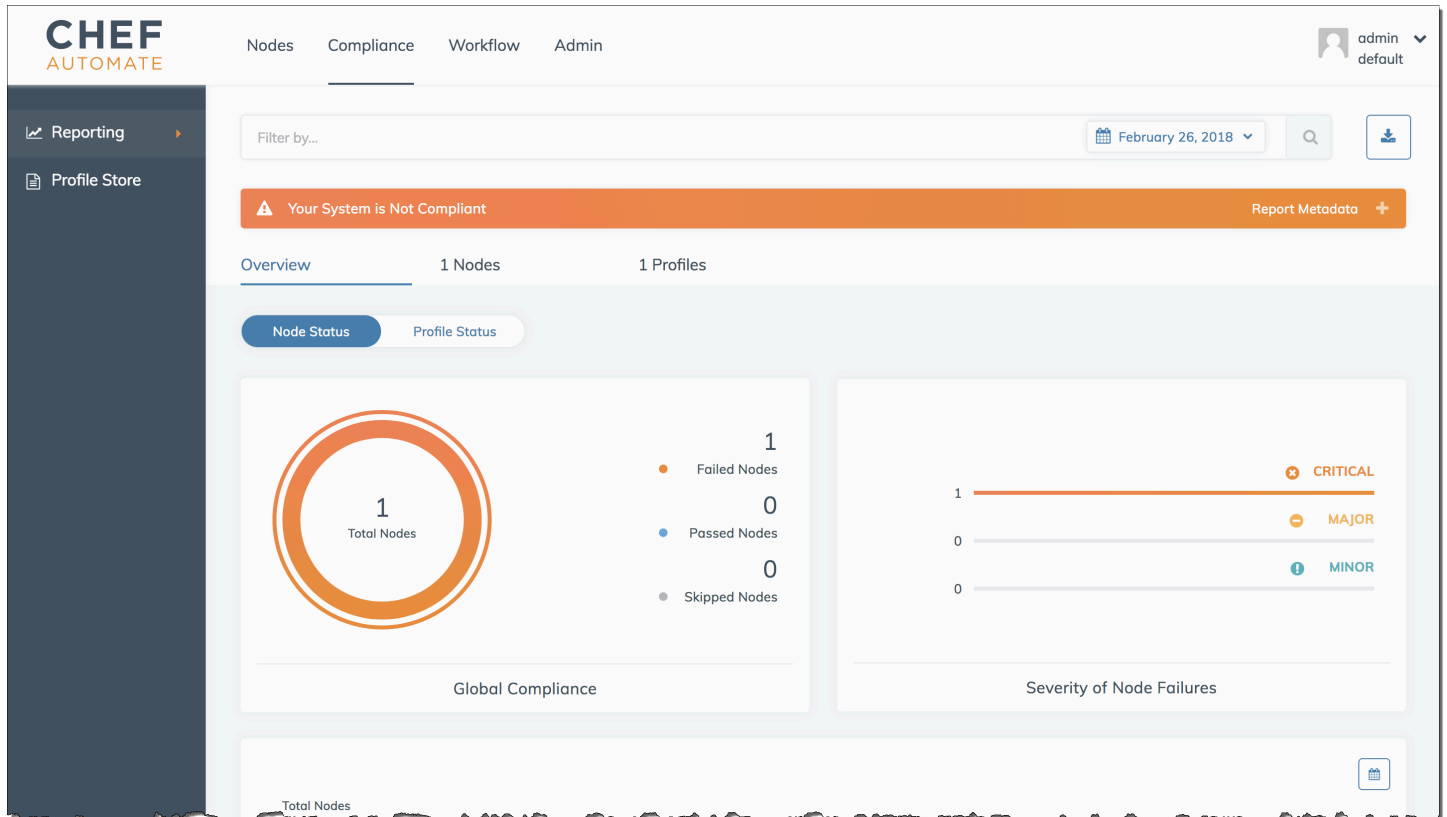 CHEF
AUTOMATE
Nodes
Compliance
Workflow
Admin
admin
default
Reporting
Profile Store
Filter by...
February 26, 2018
Your System is Not Compliant
Report Metadata
Overview
1 Nodes
1 Profiles
Node Status
Profile Status
1
Total Nodes
1
Failed Nodes
0
Passed Nodes
0
Skipped Nodes
Global Compliance
CRITICAL
1
MAJOR
0
MINOR
0
Severity of Node Failures
Total Nodes